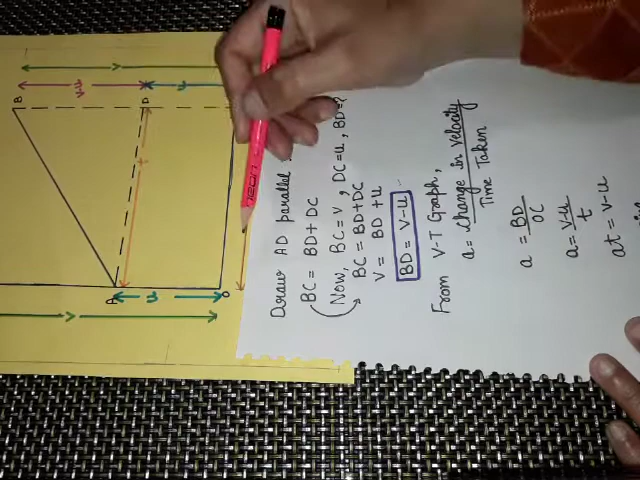 Draw AD parallel
BC = BD + DC
Now, BC = V, DC = u, BD = ?
BC = BD + DC
V = BD + u
BD = V-u
From V-T Graph,
a = Change in Velocity
Time Taken
a = BD
OC
a = V-u
t
at = V-u
B
D
A
O
V-u
u
t
u
V
V